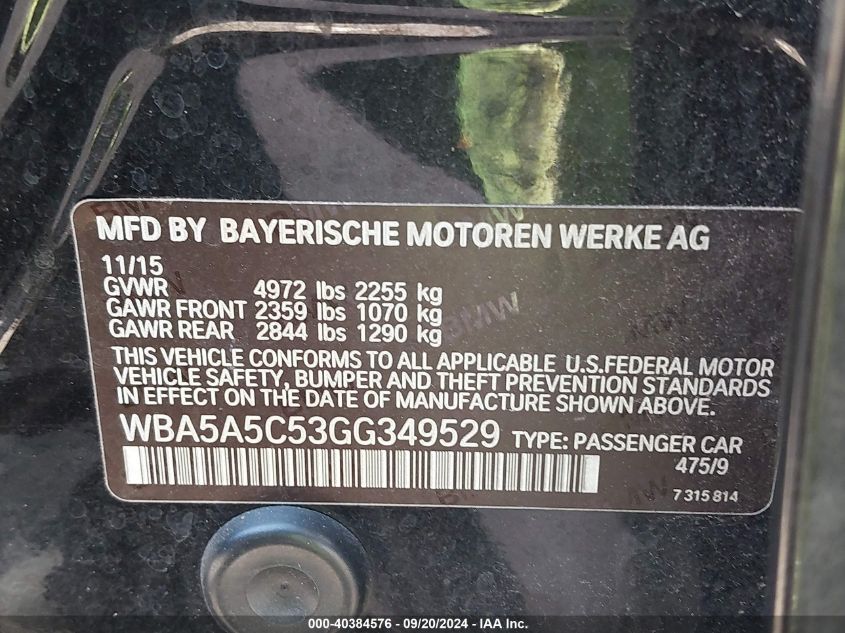 MFD BY BAYERISCHE MOTOREN WERKE AG
11/15
GVWR 4972 lbs 2255 kg
GAWR FRONT 2359 lbs 1070 kg
GAWR REAR 2844 lbs 1290 kg
THIS VEHICLE CONFORMS TO ALL APPLICABLE U.S.FEDERAL MOTOR
VEHICLE SAFETY, BUMPER AND THEFT PREVENTION STANDARDS
IN EFFECT ON THE DATE OF MANUFACTURE SHOWN ABOVE.
WBA5A5C53GG349529 TYPE: PASSENGER CAR
475/9
7 315 814
000-40384576 - 09/20/2024 - IAA Inc.